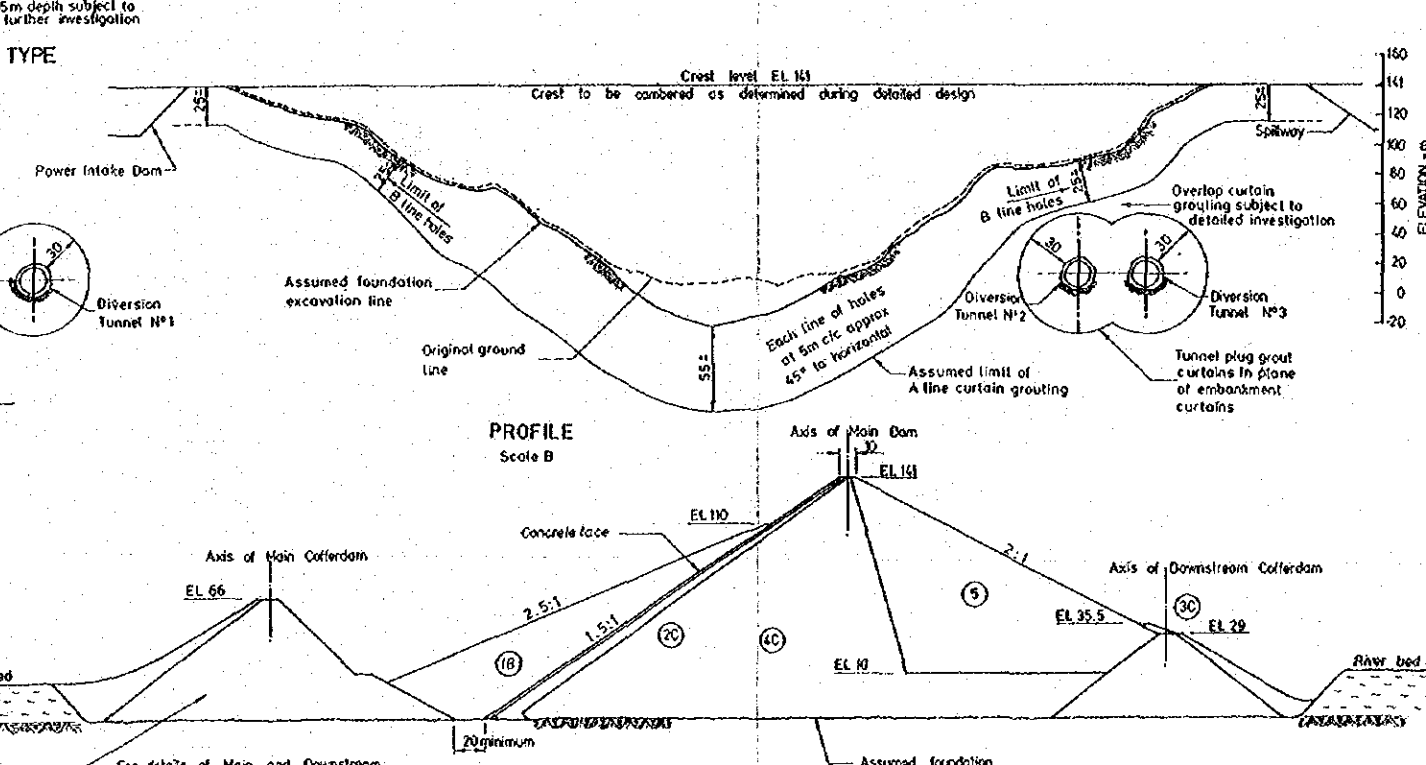 5m depth subject to
further investigation
TYPE
Crest level EL 141
Crest to be cambered as determined during detailed design
160
141
120
100
80
60
40
20
0
-20
25±
25±
Power Intake Dam
Spillway
Limit of
B line holes
Limit of
B line holes
25±
Overlap curtain
grouting subject to
detailed investigation
30
30
30
Assumed foundation
excavation line
Diversion
Tunnel Nº1
Diversion
Tunnel Nº2
Diversion
Tunnel Nº3
Original ground
line
55±
Each line of holes
at 5m c/c approx
45° to horizontal
Assumed limit of
A line curtain grouting
Tunnel plug grout
curtains in plane
of embankment
curtains
PROFILE
Scale B
Axis of Main Dam
10
EL 141
EL 110
Concrete face
Axis of Main Cofferdam
EL 66
2.5:1
1.5:1
2:1
Axis of Downstream Cofferdam
1B
2C
4C
5
3C
EL 35.5
EL 29
EL 10
River bed
20 minimum
See details of Main and Downstream
Assumed foundation